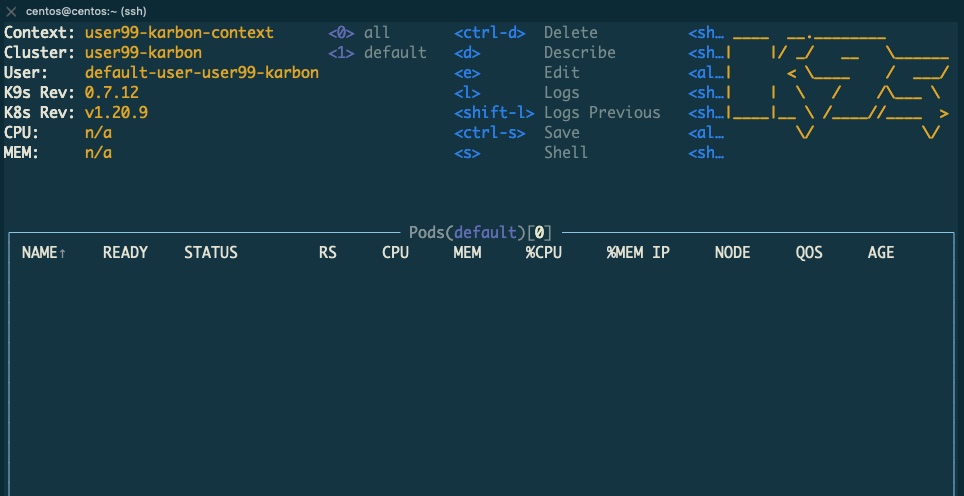 centos@centos:~ (ssh)
Context: user99-karbon-context <0> all <ctrl-d> Delete <sh…
Cluster: user99-karbon <1> default <d> Describe <sh…
User: default-user-user99-karbon <e> Edit <al…
K9s Rev: 0.7.12 <l> Logs <sh…
K8s Rev: v1.20.9 <shift-l> Logs Previous <sh…
CPU: n/a <ctrl-s> Save <al…
MEM: n/a <s> Shell <sh…
Pods(default)[0]
NAME↑ READY STATUS RS CPU MEM %CPU %MEM IP NODE QOS AGE